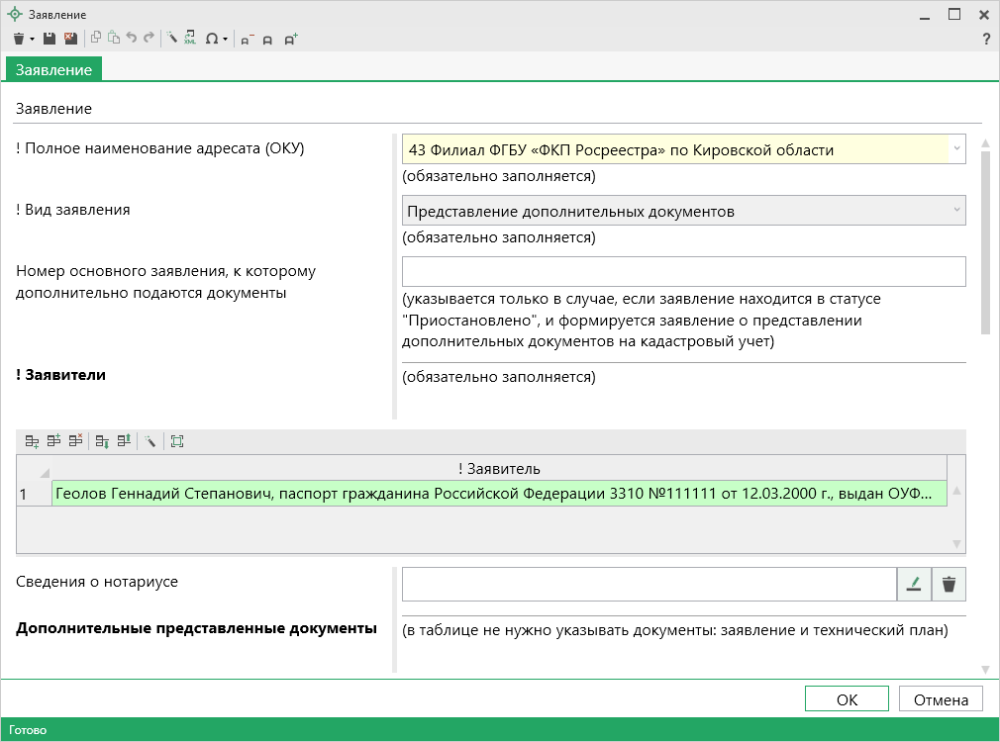 Заявление
?
Заявление
Заявление
! Полное наименование адресата (ОКУ)
43 Филиал ФГБУ «ФКП Росреестра» по Кировской области
(обязательно заполняется)
! Вид заявления
Представление дополнительных документов
(обязательно заполняется)
Номер основного заявления, к которому
дополнительно подаются документы
(указывается только в случае, если заявление находится в статусе
"Приостановлено", и формируется заявление о представлении
дополнительных документов на кадастровый учет)
! Заявители
(обязательно заполняется)
! Заявитель
1 Геолов Геннадий Степанович, паспорт гражданина Российской Федерации 3310 №111111 от 12.03.2000 г., выдан ОУФ...
Сведения о нотариусе
Дополнительные представленные документы
(в таблице не нужно указывать документы: заявление и технический план)
OK
Отмена
Готово